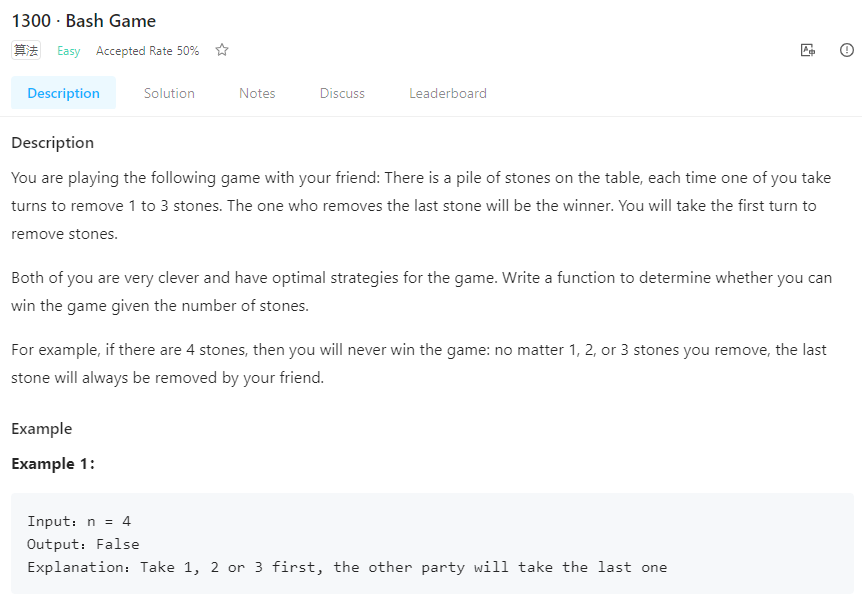 1300 · Bash Game
算法 Easy Accepted Rate 50%
Description Solution Notes Discuss Leaderboard
Description
You are playing the following game with your friend: There is a pile of stones on the table, each time one of you take
turns to remove 1 to 3 stones. The one who removes the last stone will be the winner. You will take the first turn to
remove stones.
Both of you are very clever and have optimal strategies for the game. Write a function to determine whether you can
win the game given the number of stones.
For example, if there are 4 stones, then you will never win the game: no matter 1, 2, or 3 stones you remove, the last
stone will always be removed by your friend.
Example
Example 1:
Input：n = 4
Output：False
Explanation：Take 1, 2 or 3 first, the other party will take the last one